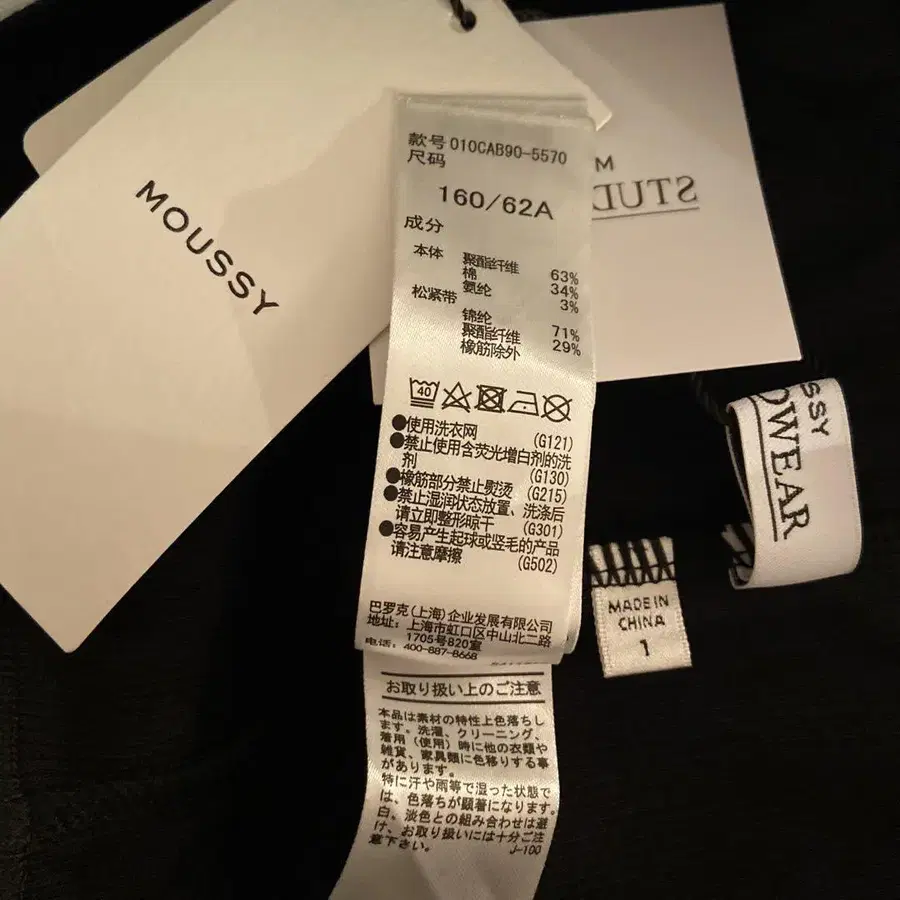 MOUSSY
M
STUD
款号010CAB90-5570
尺码
160/62A
成分
本体 聚酯纤维 63%
棉 34%
氨纶 3%
松紧带
锦纶 71%
聚酯纤维 29%
橡筋除外
40
●使用洗衣网 (G121)
●禁止使用含荧光增白剂的洗
剂 (G130)
●橡筋部分禁止熨烫 (G215)
●禁止湿润状态放置、洗涤后
请立即整形晾干 (G301)
●容易产生起球或竖毛的产品
请注意摩擦 (G502)
巴罗克(上海)企业发展有限公司
地址: 上海市虹口区中山北二路
1705号B20室
电话: 400-887-8668
お取り扱い上のご注意
本品は素材の特性上色落ちし
ます。洗濯、クリーニング、
着用(使用)時に他の衣類や
雑貨、家具類に色移りする事
があります。
特に汗や雨等で湿った状態で
は、色落ちが顕著になります。
白、淡色との組み合わせは避
け、お取り扱いには十分ご注
意下さい。 J-100
SSY
OWEAR
MADE IN
CHINA
1